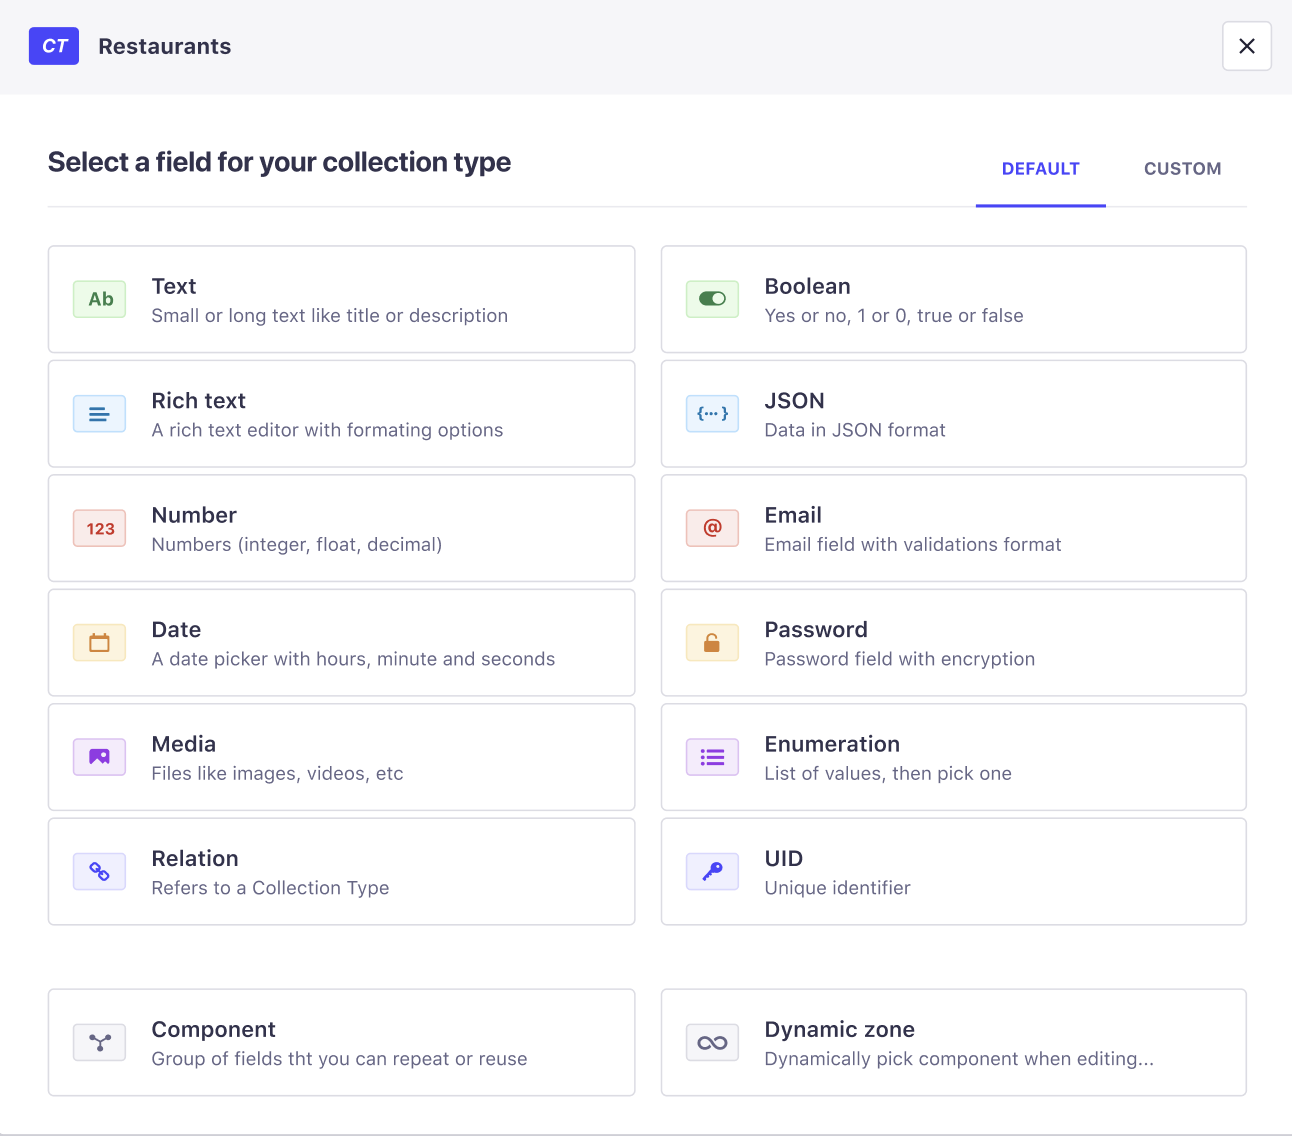 CT Restaurants
Select a field for your collection type
DEFAULT CUSTOM
Ab Text
Small or long text like title or description
Boolean
Yes or no, 1 or 0, true or false
Rich text
A rich text editor with formating options
{···} JSON
Data in JSON format
123 Number
Numbers (integer, float, decimal)
@ Email
Email field with validations format
Date
A date picker with hours, minute and seconds
Password
Password field with encryption
Media
Files like images, videos, etc
Enumeration
List of values, then pick one
Relation
Refers to a Collection Type
UID
Unique identifier
Component
Group of fields tht you can repeat or reuse
Dynamic zone
Dynamically pick component when editing...